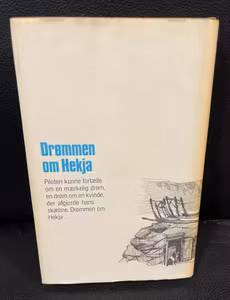 Drømmen
om Hekja
Piloten kunne fortælle
om en mærkelig drøm,
en drøm om en kvinde,
der afgjorde hans
skæbne. Drømmen om
Hekja ...